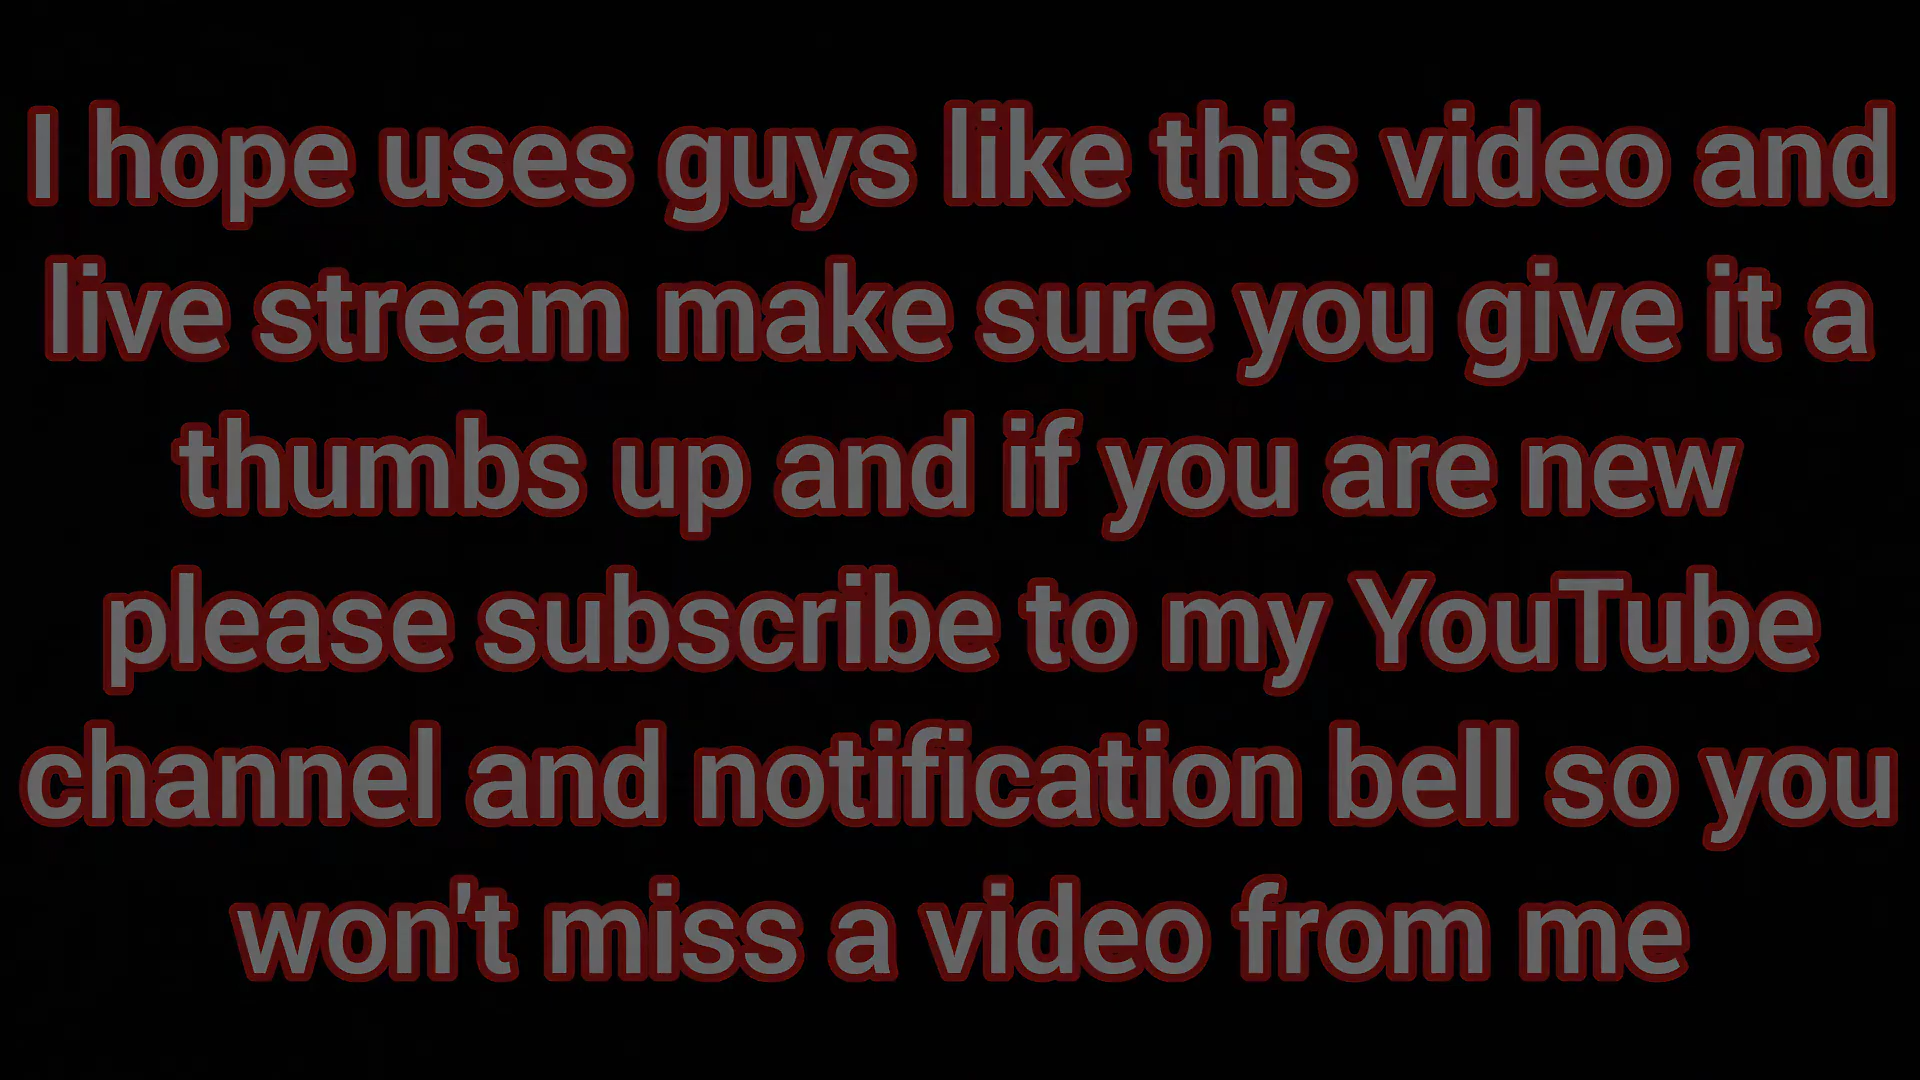 I hope uses guys like this video and
live stream make sure you give it a
thumbs up and if you are new
please subscribe to my YouTube
channel and notification bell so you
won't miss a video from me